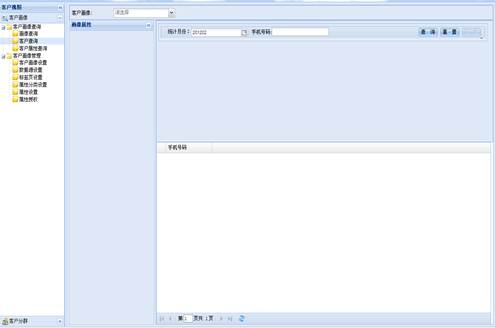 客户视图
客户画像
客户画像查询
画像查询
客户查询
客户属性查询
客户画像管理
客户画像设置
数据源设置
标签页设置
属性分类设置
属性设置
属性授权
客户分群
客户画像:
请选择
画像属性
统计月份:
201202
手机号码:
查 询
重 置
手机号码
第 1 页共 1 页